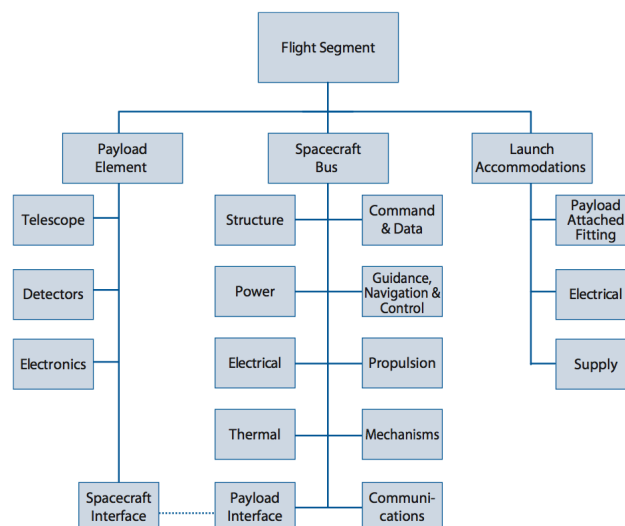 Flight Segment
Payload
Element
Spacecraft
Bus
Launch
Accommodations
Telescope
Structure
Command
& Data
Payload
Attached
Fitting
Detectors
Power
Guidance,
Navigation &
Control
Electrical
Electronics
Electrical
Propulsion
Supply
Thermal
Mechanisms
Spacecraft
Interface
Payload
Interface
Communi-
cations